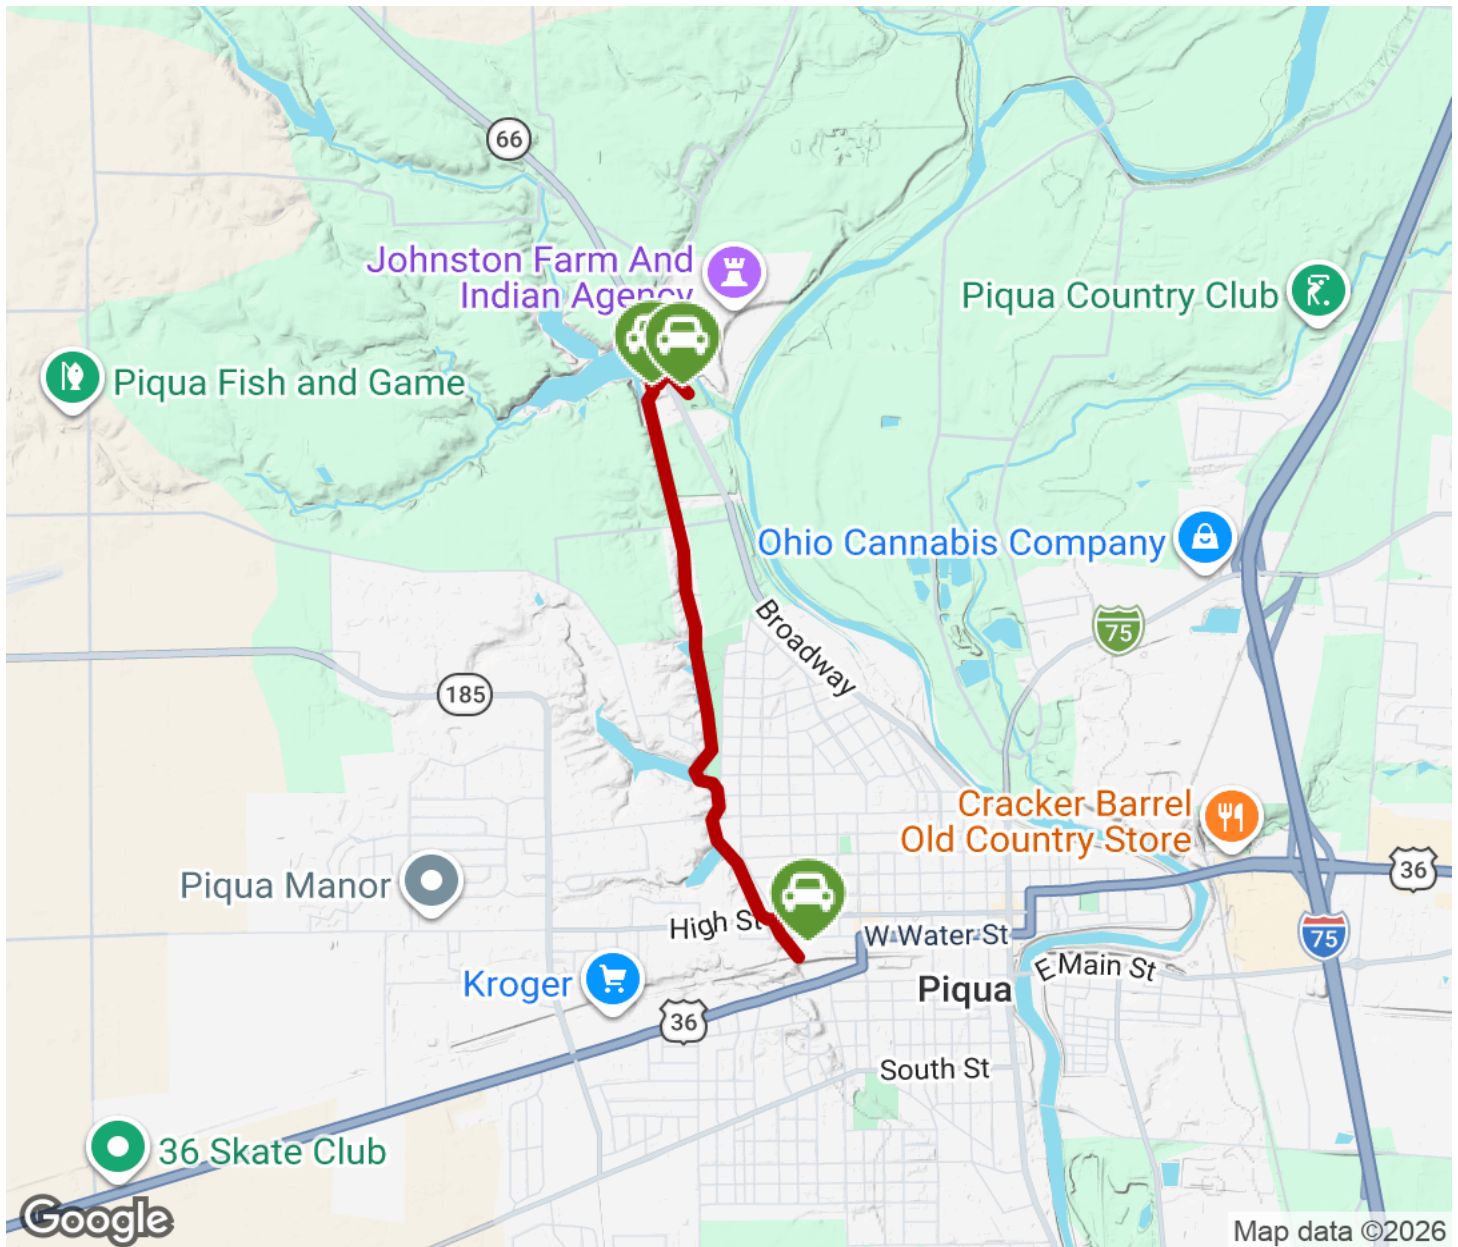 66
Johnston Farm And
Indian Agency
Piqua Country Club
Piqua Fish and Game
Ohio Cannabis Company
75
Broadway
185
Cracker Barrel
Old Country Store
36
Piqua Manor
High St
W Water St
75
E Main St
Kroger
Piqua
36
South St
36 Skate Club
Google
Map data ©2026